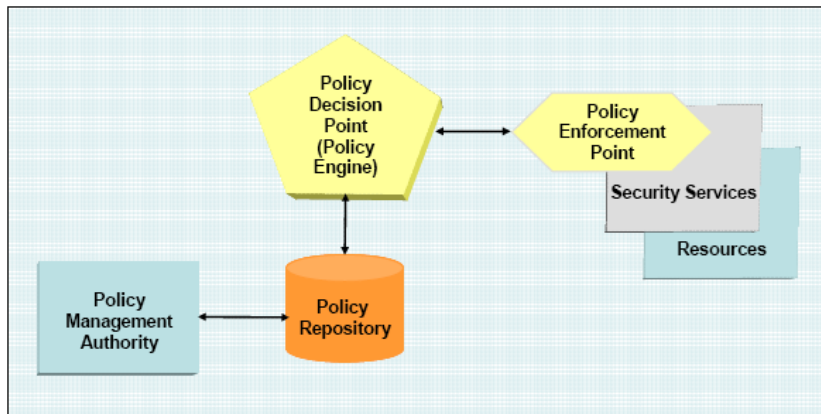 Policy
Decision
Point
(Policy
Engine)
Policy
Enforcement
Point
Security Services
Resources
Policy
Management
Authority
Policy
Repository